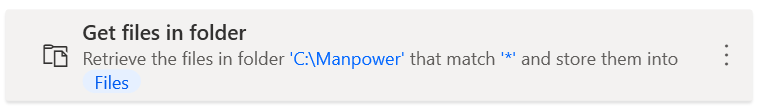 Get files in folder
Retrieve the files in folder 'C:\Manpower' that match '*' and store them into
Files